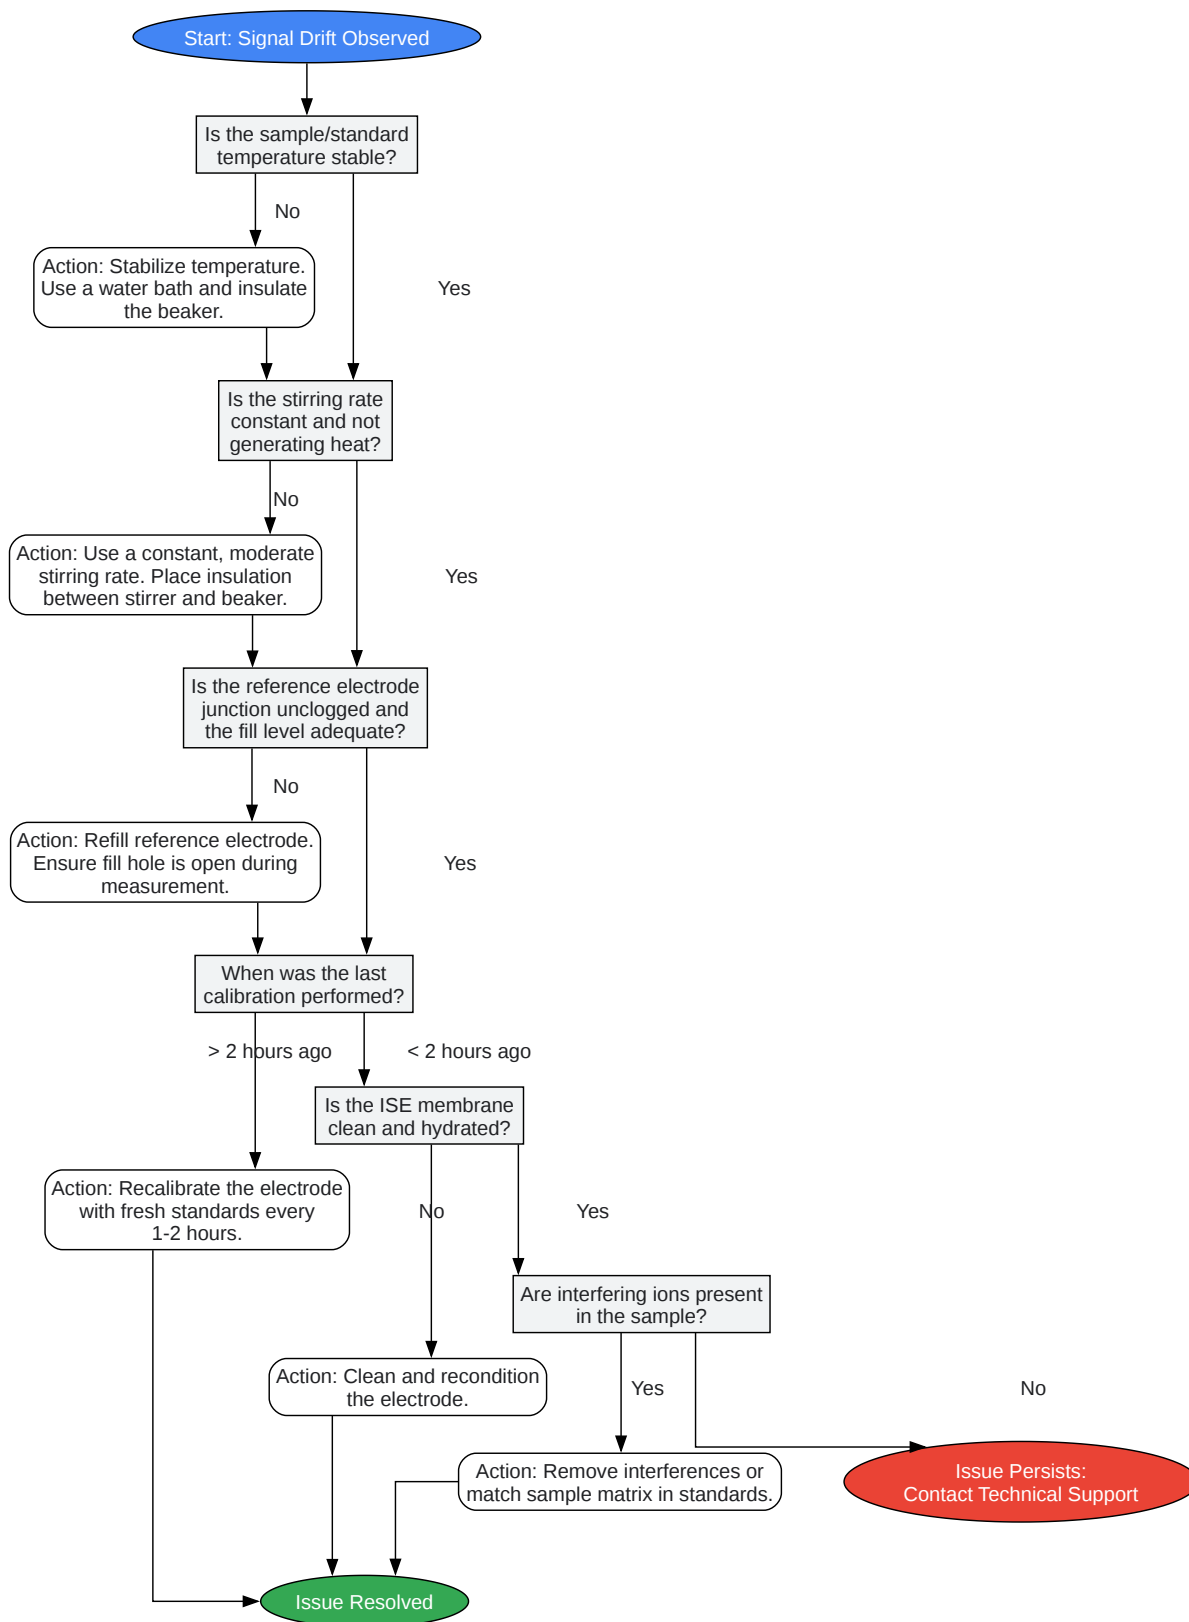 Start: Signal Drift Observed
Is the sample/standard
temperature stable?
No
Action: Stabilize temperature.
Use a water bath and insulate
the beaker.
Yes
Is the stirring rate
constant and not
generating heat?
No
Action: Use a constant, moderate
stirring rate. Place insulation
between stirrer and beaker.
Yes
Is the reference electrode
junction unclogged and
the fill level adequate?
No
Action: Refill reference electrode.
Ensure fill hole is open during
measurement.
Yes
When was the last
calibration performed?
> 2 hours ago
< 2 hours ago
Is the ISE membrane
clean and hydrated?
Action: Recalibrate the electrode
with fresh standards every
1-2 hours.
No
Yes
Are interfering ions present
in the sample?
Action: Clean and recondition
the electrode.
Yes
No
Action: Remove interferences or
match sample matrix in standards.
Issue Persists:
Contact Technical Support
Issue Resolved